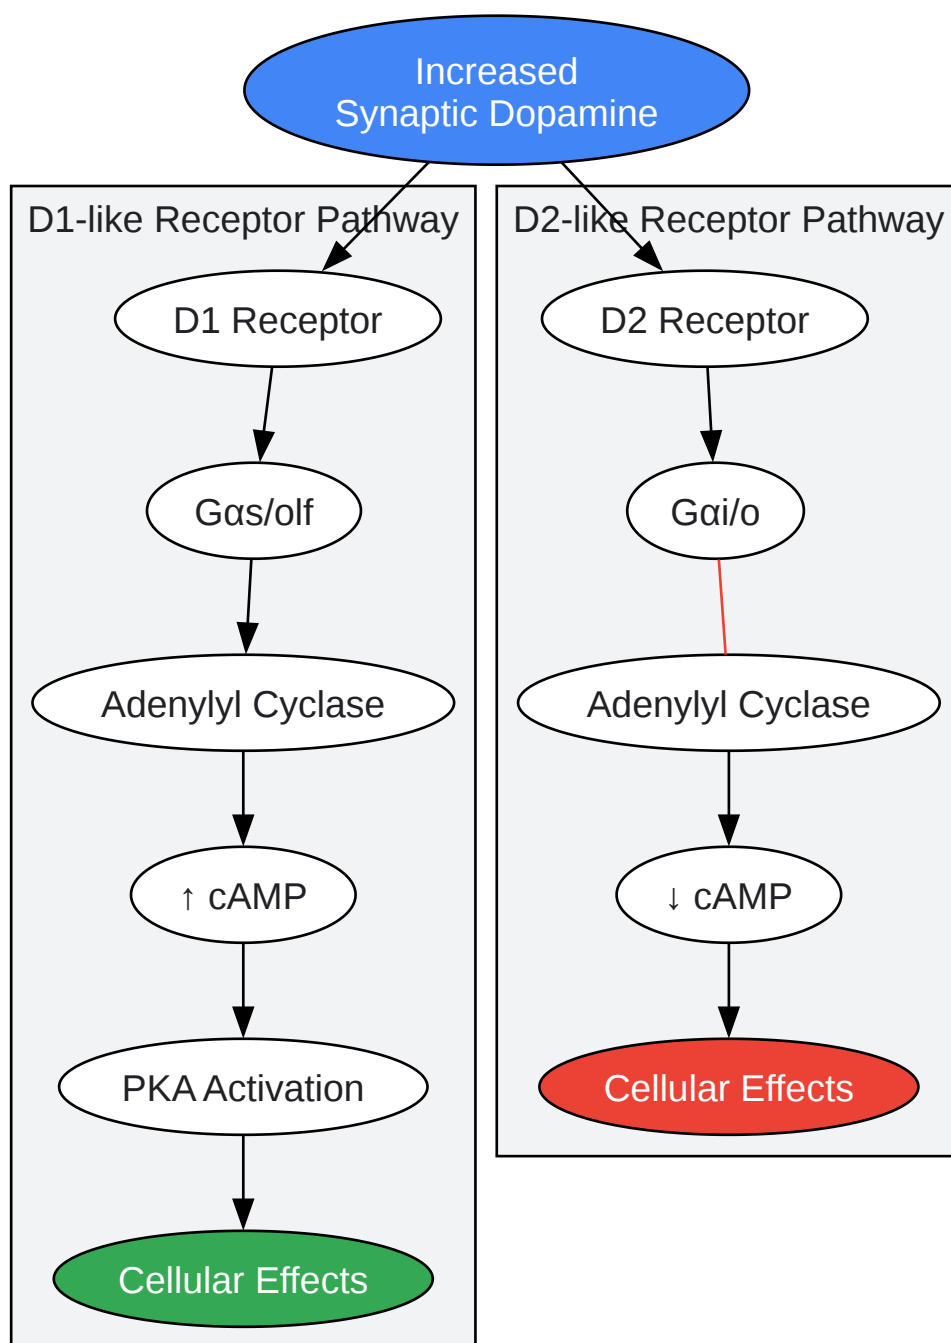 Increased
Synaptic Dopamine
D1-like Receptor Pathway
D1 Receptor
Gαs/olf
Adenylyl Cyclase
↑ cAMP
PKA Activation
Cellular Effects
D2-like Receptor Pathway
D2 Receptor
Gαi/o
Adenylyl Cyclase
↓ cAMP
Cellular Effects